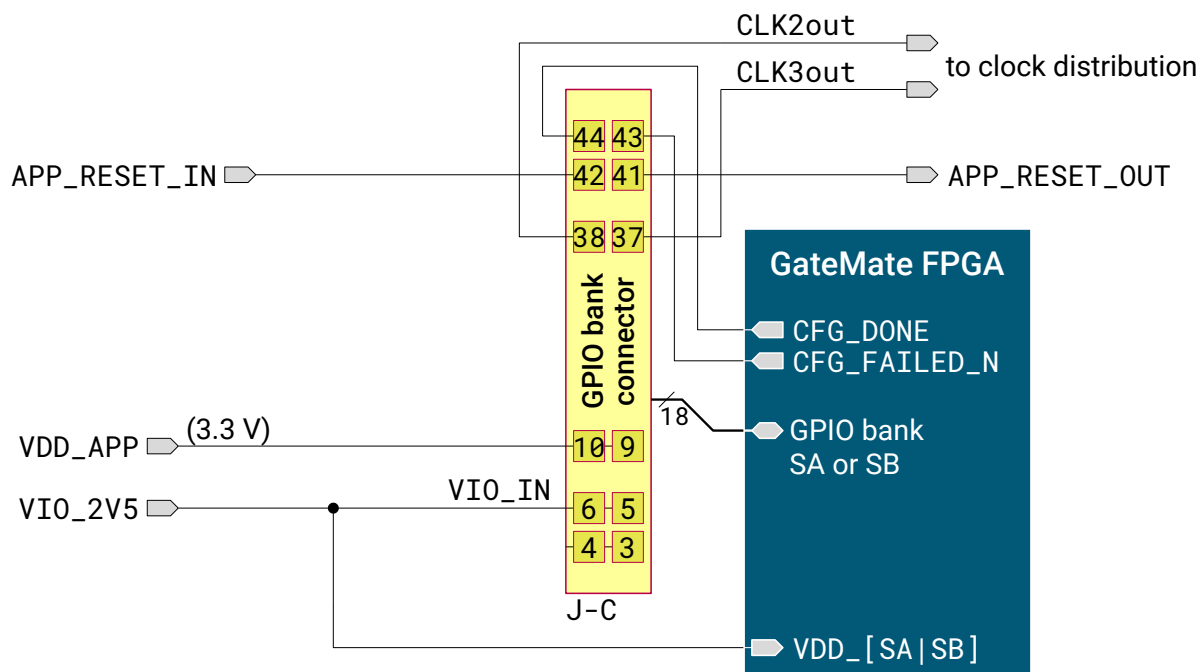 CLK2out
to clock distribution
CLK3out
44 43
APP_RESET_IN
42 41
APP_RESET_OUT
38 37
GateMate FPGA
GPIO bank
connector
CFG_DONE
CFG_FAILED_N
18
GPIO bank
SA or SB
VDD_APP
(3.3 V)
10 9
VIO_2V5
VIO_IN
6 5
4 3
J-C
VDD_[SA|SB]